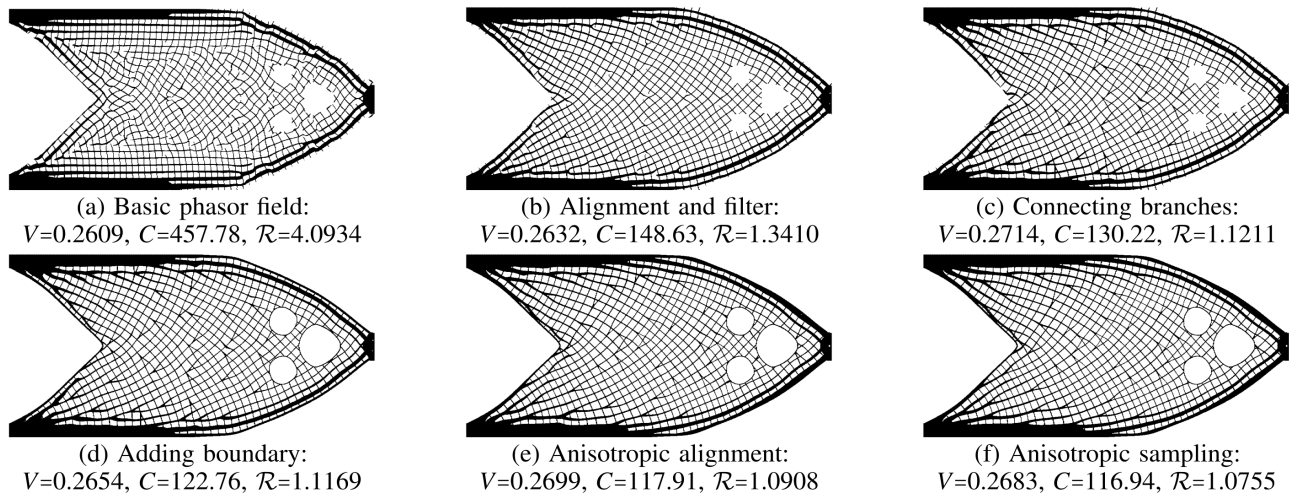 (a) Basic phasor field:
V=0.2609, C=457.78, ℛ=4.0934
(b) Alignment and filter:
V=0.2632, C=148.63, ℛ=1.3410
(c) Connecting branches:
V=0.2714, C=130.22, ℛ=1.1211
(d) Adding boundary:
V=0.2654, C=122.76, ℛ=1.1169
(e) Anisotropic alignment:
V=0.2699, C=117.91, ℛ=1.0908
(f) Anisotropic sampling:
V=0.2683, C=116.94, ℛ=1.0755